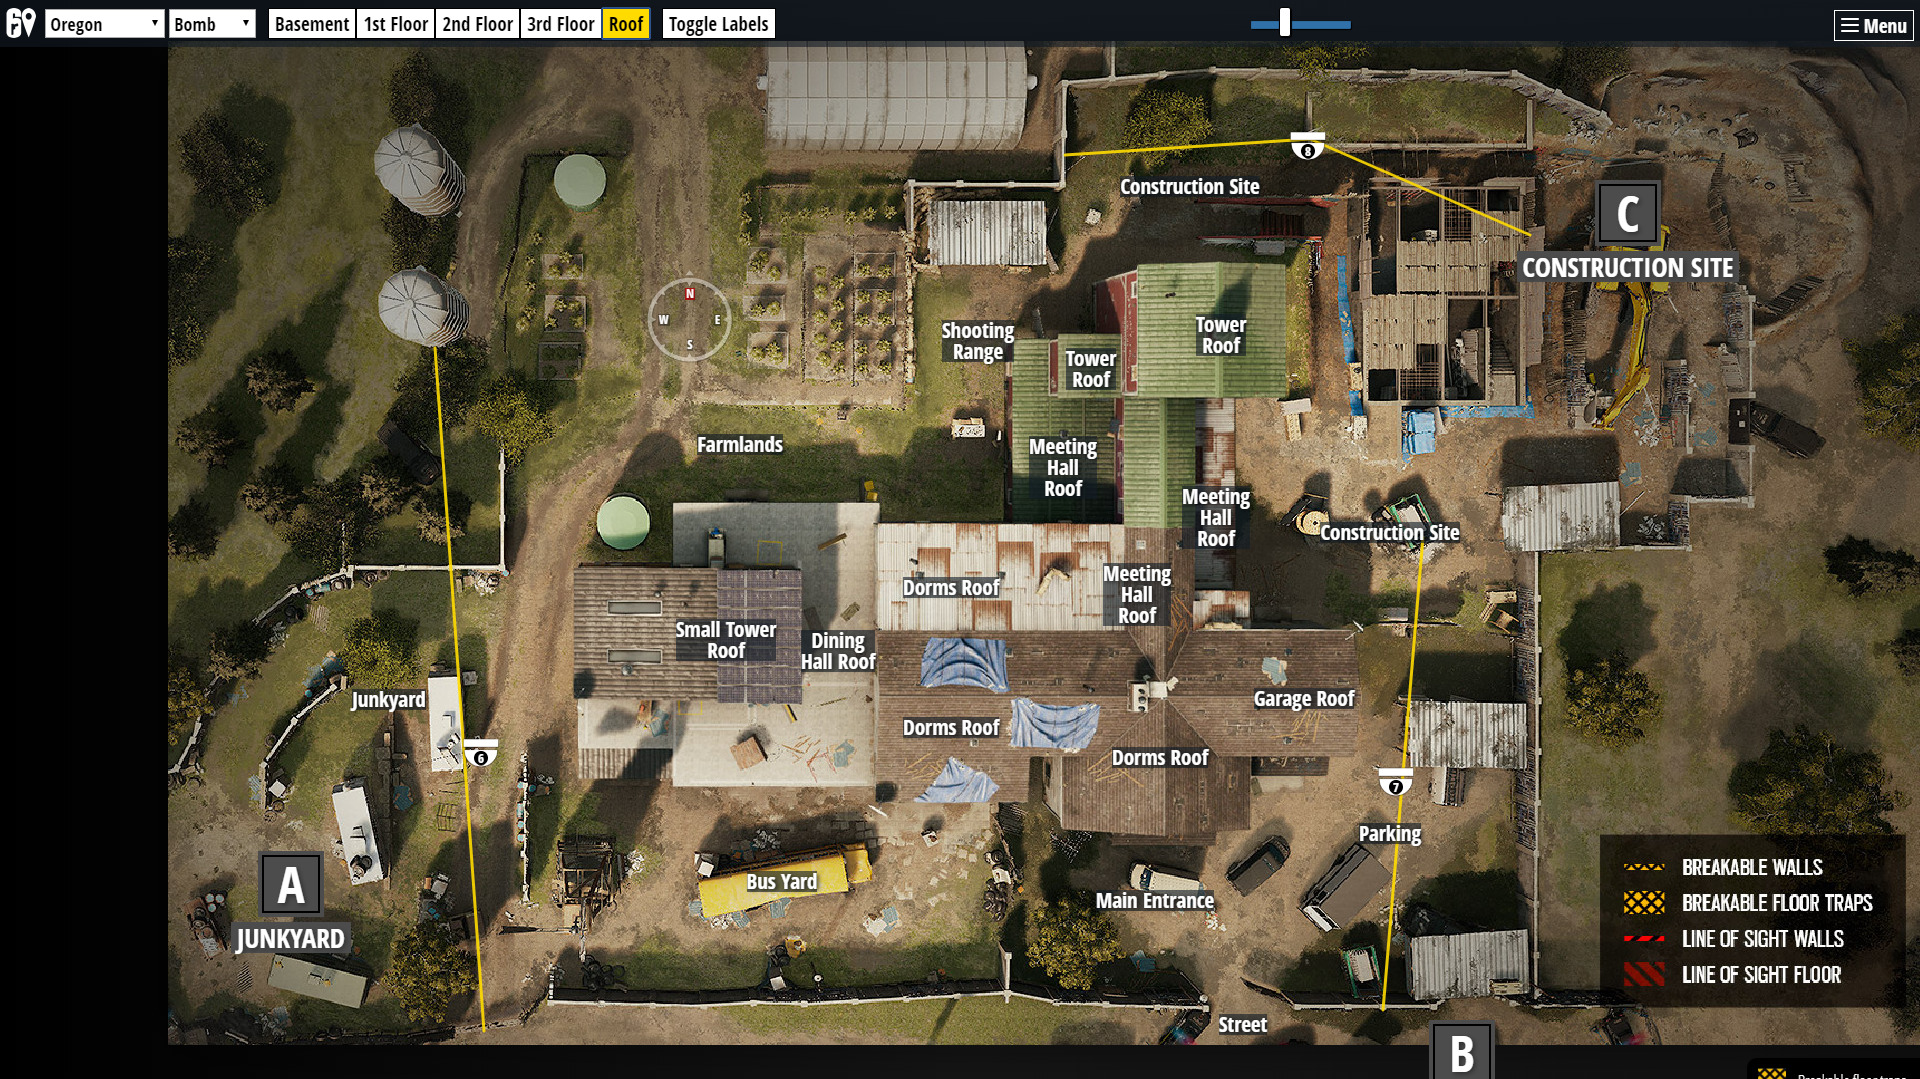 Oregon
Bomb
Basement
1st Floor
2nd Floor
3rd Floor
Roof
Toggle Labels
Menu
8
Construction Site
C
CONSTRUCTION SITE
N
W
E
S
Shooting
Range
Tower
Roof
Tower
Roof
Farmlands
Meeting
Hall
Roof
Meeting
Hall
Roof
Construction Site
Dorms Roof
Meeting
Hall
Roof
Small Tower
Roof
Dining
Hall Roof
Junkyard
Garage Roof
Dorms Roof
Dorms Roof
6
7
Parking
Bus Yard
Main Entrance
A
JUNKYARD
BREAKABLE WALLS
BREAKABLE FLOOR TRAPS
LINE OF SIGHT WALLS
LINE OF SIGHT FLOOR
Street
B
Breakable floor traps